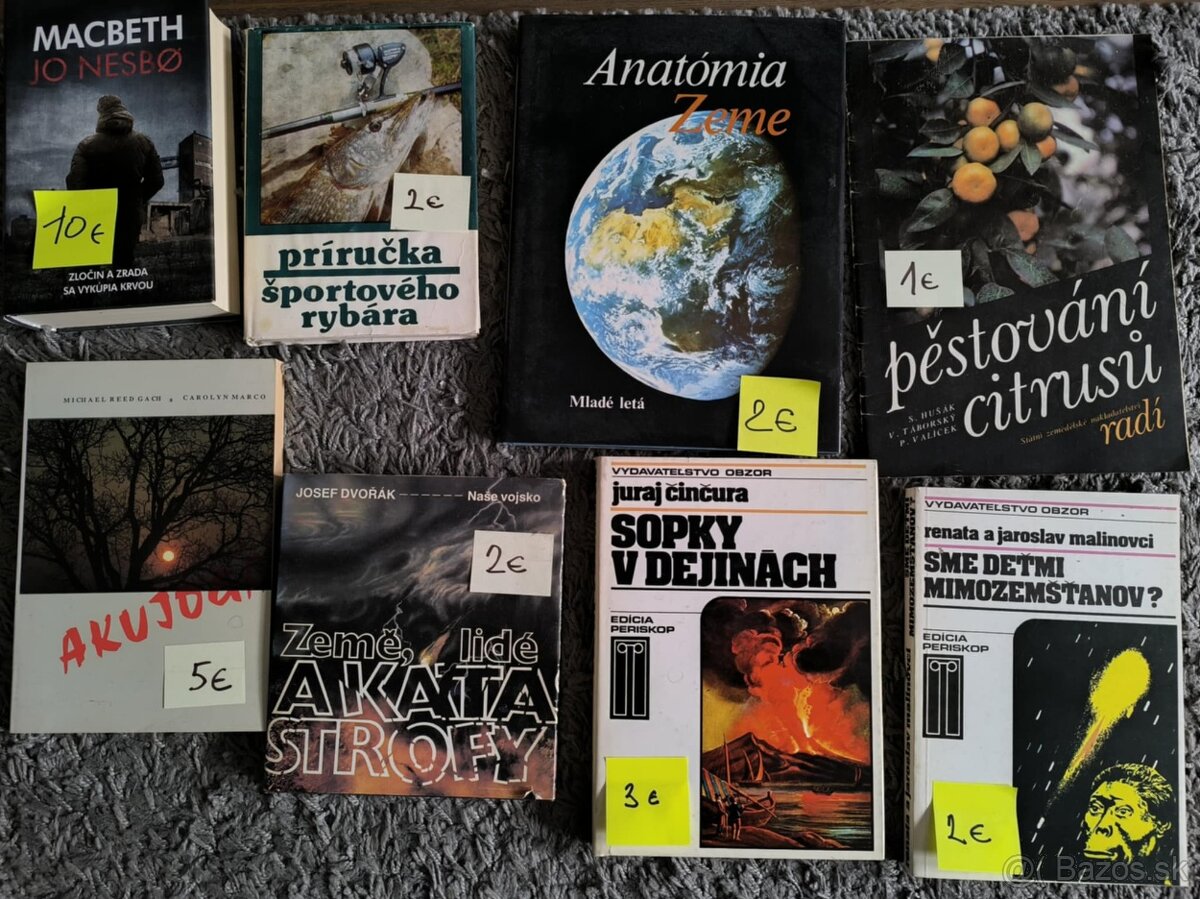 MACBETH
JO NESBØ
10€
ZLOČIN A ZRADA
SA VYKÚPIA KRVOU
2€
príručka
športového
rybára
Anatómia
Zeme
Mladé letá
2€
1€
pěstování
citrusů
S. HUŠÁK
V. TÁBORSKÝ
P. VALÍČEK
Státní zemědělské nakladatelství
radí
MICHAEL REED GACH & CAROLYN MARCO
5€
JOSEF DVOŘÁK ------ Naše vojsko
2€
Země, lidé
A KATA
STROFY
VYDAVATEĽSTVO OBZOR
juraj činčura
SOPKY
V DEJINÁCH
EDÍCIA
PERISKOP
3€
VYDAVATEĽSTVO OBZOR
renata a jaroslav malinovci
SME DEŤMI
MIMOZEMŠŤANOV?
EDÍCIA
PERISKOP
2€
Bazos.sk